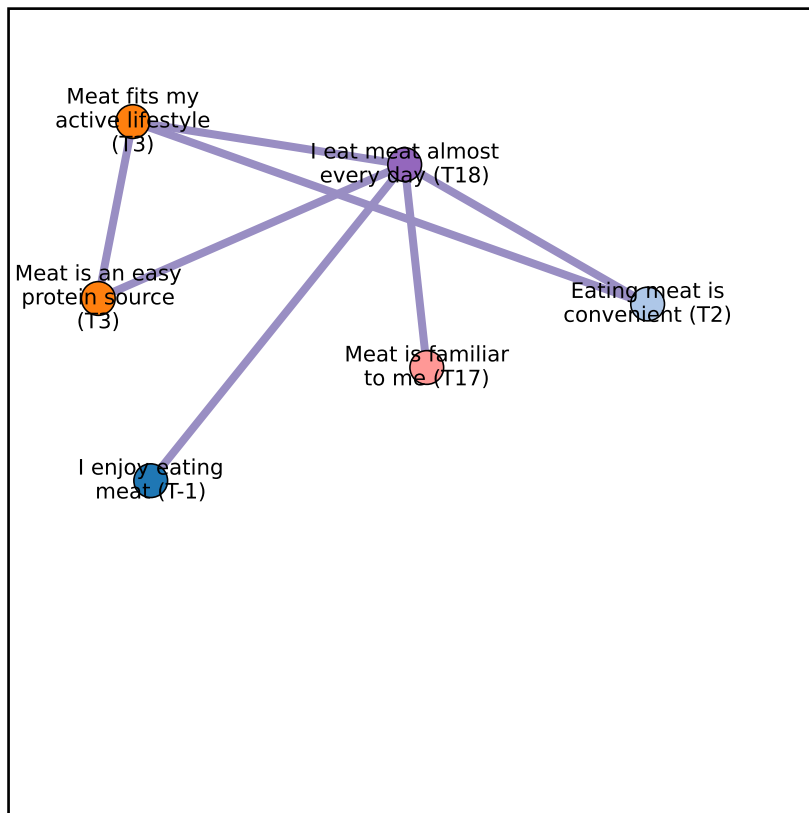 Meat fits my
active lifestyle
(T3)
I eat meat almost
every day (T18)
Meat is an easy
protein source
(T3)
Eating meat is
convenient (T2)
Meat is familiar
to me (T17)
I enjoy eating
meat (T-1)